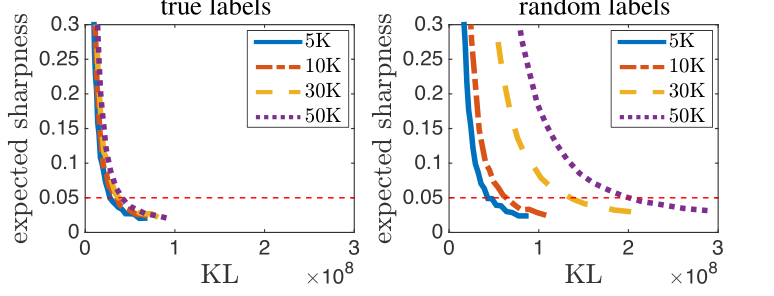 true labels
expected sharpness
0.3
0.25
0.2
0.15
0.1
0.05
0
0 1 2 3
KL
×10^8
5K
10K
30K
50K
random labels
expected sharpness
0.3
0.25
0.2
0.15
0.1
0.05
0
0 1 2 3
KL
×10^8
5K
10K
30K
50K